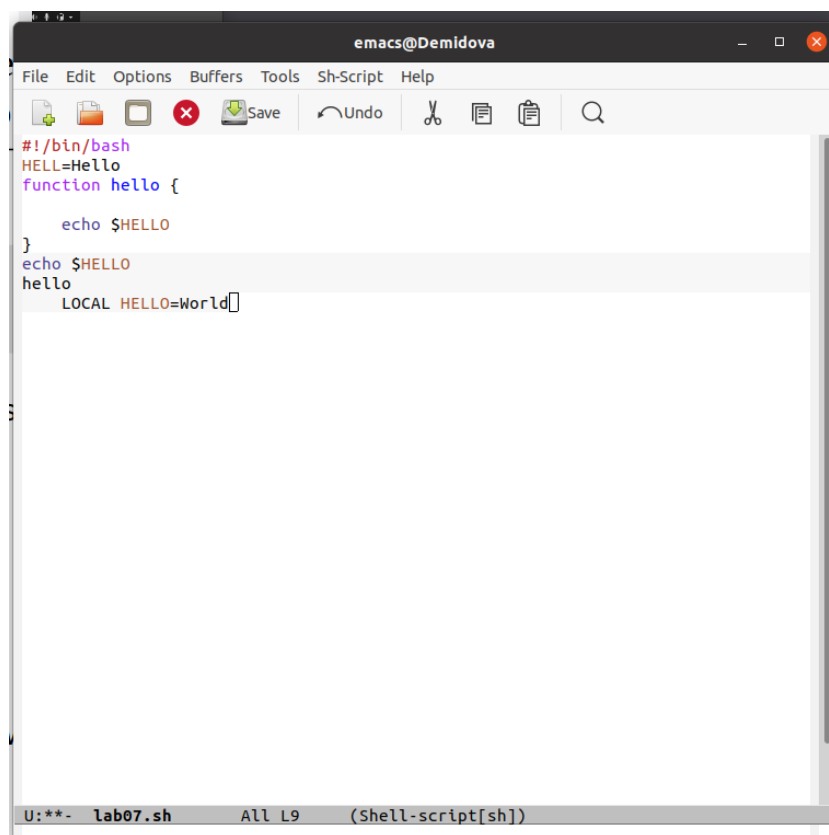 emacs@Demidova
File Edit Options Buffers Tools Sh-Script Help
Save Undo
#!/bin/bash
HELL=Hello
function hello {
echo $HELLO
}
echo $HELLO
hello
LOCAL HELLO=World
U:**- lab07.sh All L9 (Shell-script[sh])